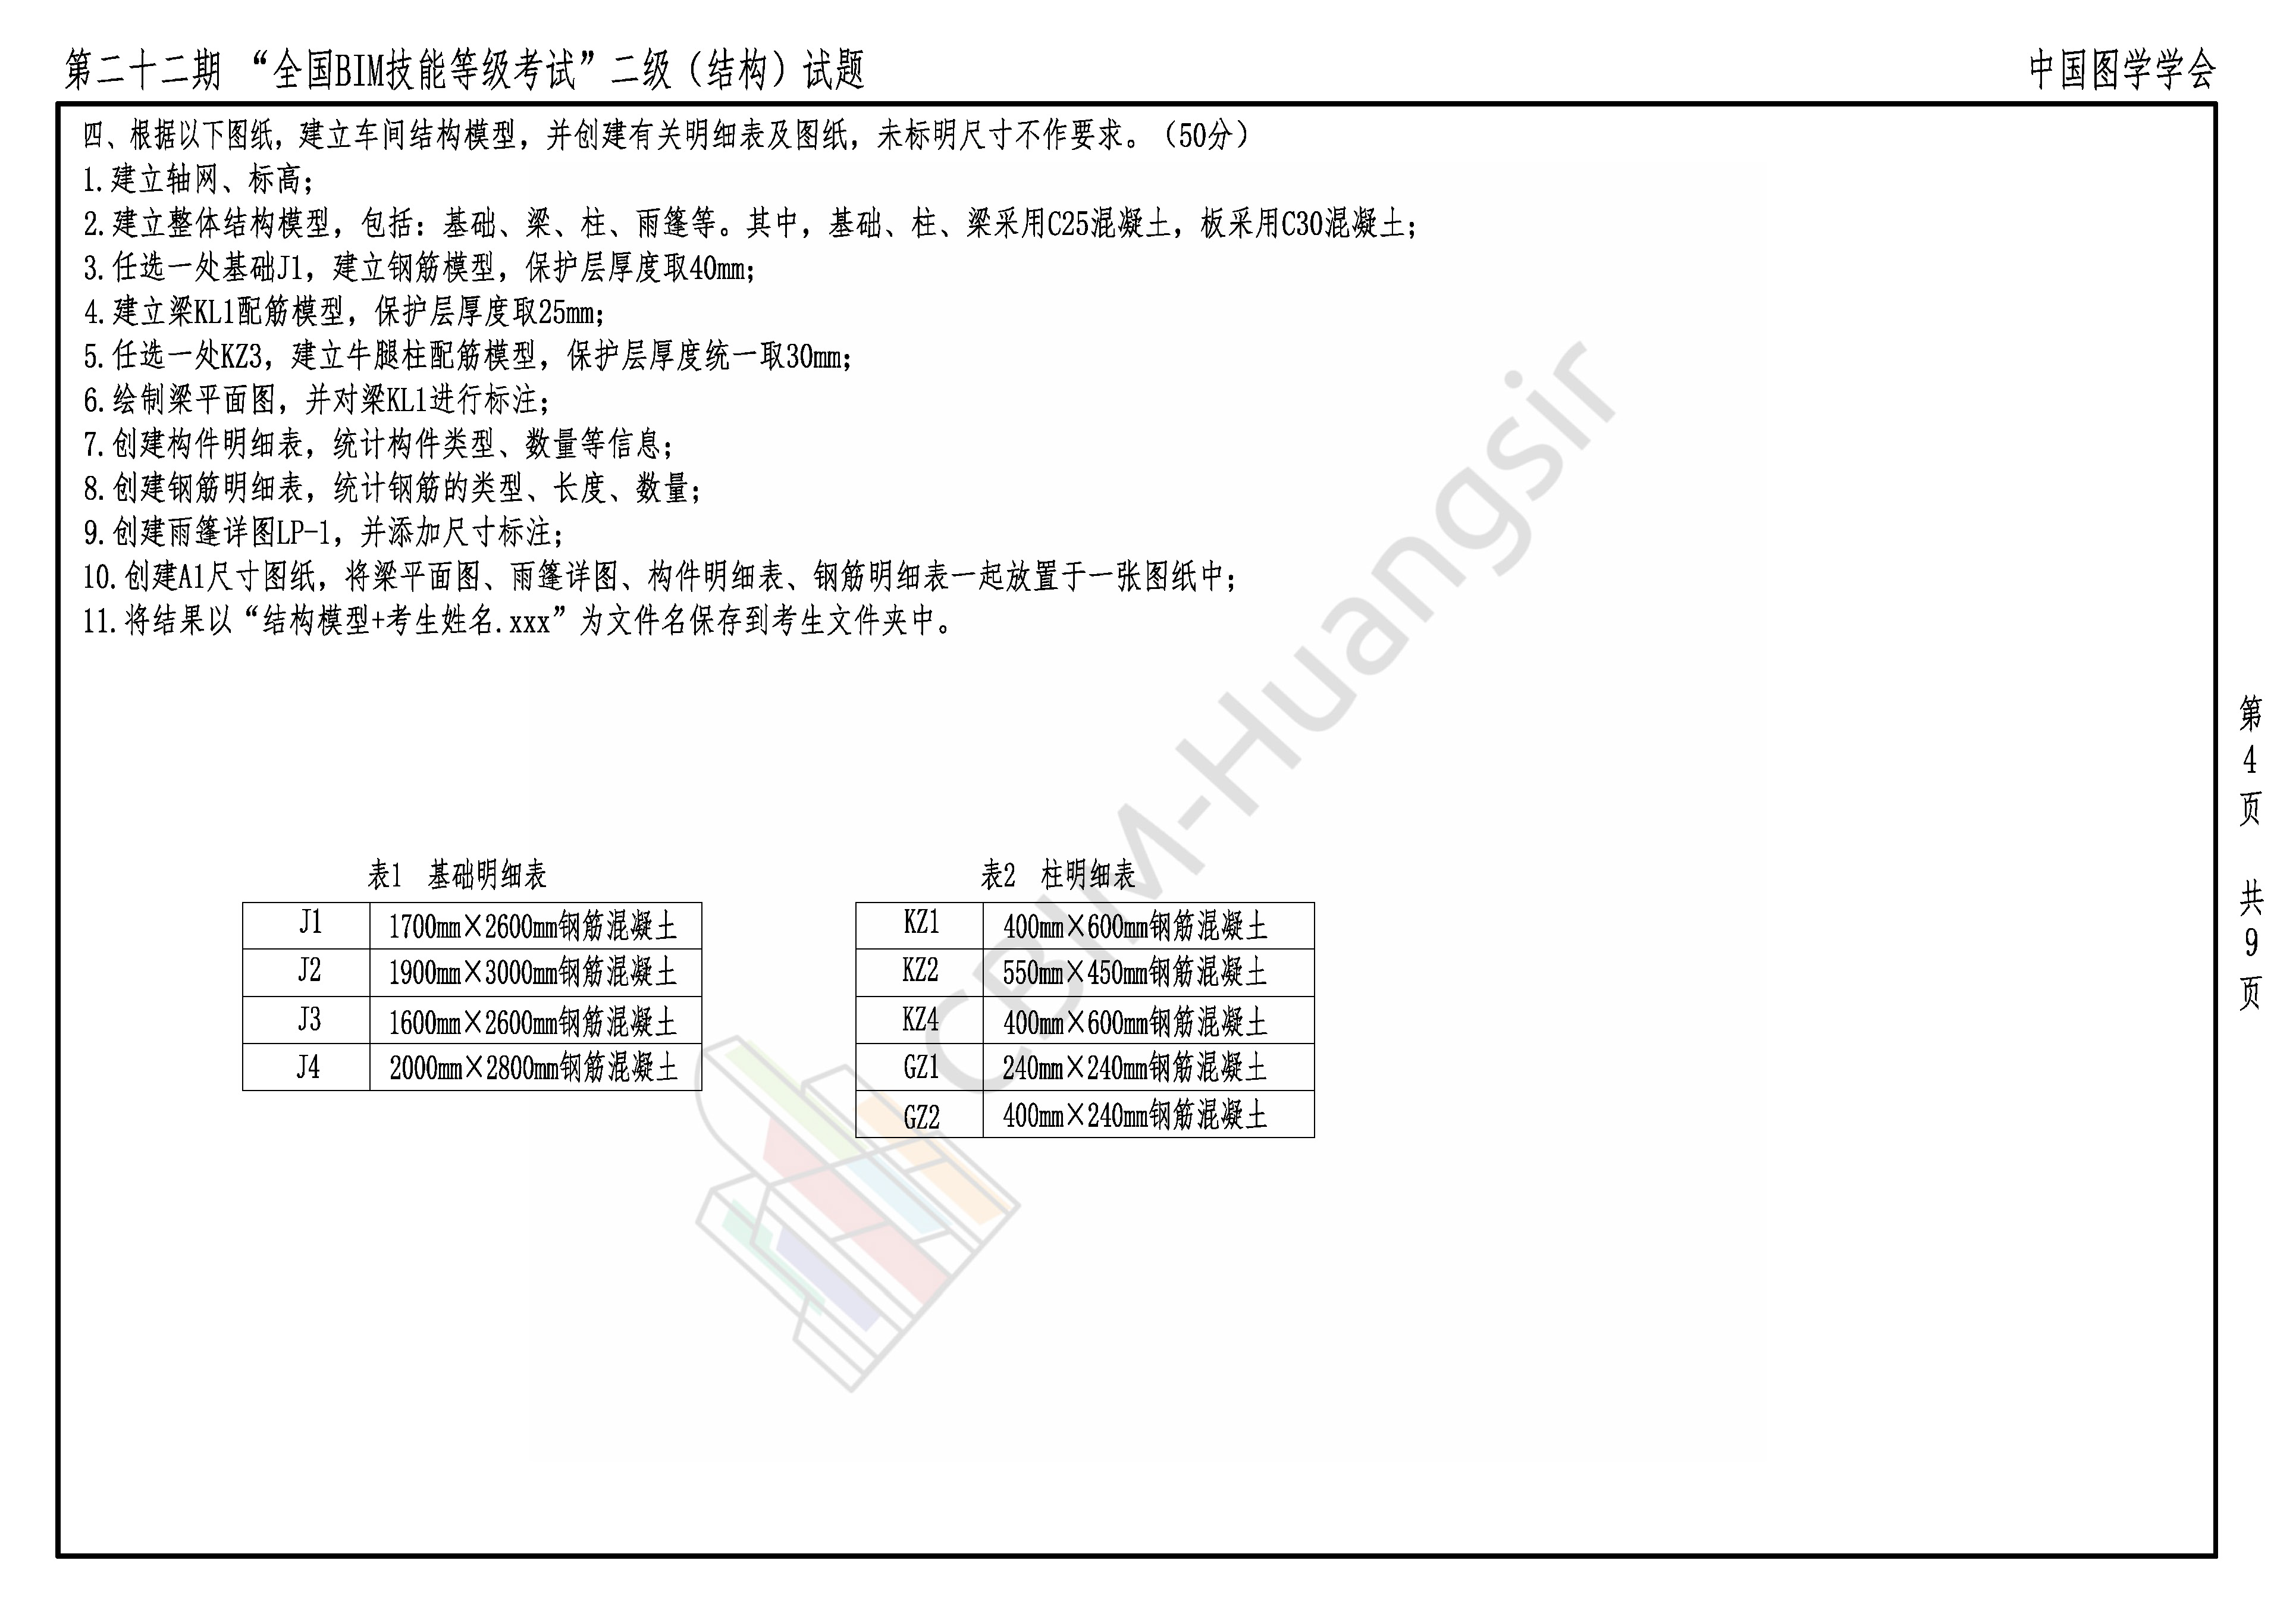 第二十二期 “全国BIM技能等级考试”二级（结构）试题
中国图学学会
四、根据以下图纸，建立车间结构模型，并创建有关明细表及图纸，未标明尺寸不作要求。（50分）
1.建立轴网、标高；
2.建立整体结构模型，包括：基础、梁、柱、雨篷等。其中，基础、柱、梁采用C25混凝土，板采用C30混凝土；
3.任选一处基础J1，建立钢筋模型，保护层厚度取40mm；
4.建立梁KL1配筋模型，保护层厚度取25mm；
5.任选一处KZ3，建立牛腿柱配筋模型，保护层厚度统一取30mm；
6.绘制梁平面图，并对梁KL1进行标注；
7.创建构件明细表，统计构件类型、数量等信息；
8.创建钢筋明细表，统计钢筋的类型、长度、数量；
9.创建雨篷详图LP-1，并添加尺寸标注；
10.创建A1尺寸图纸，将梁平面图、雨篷详图、构件明细表、钢筋明细表一起放置于一张图纸中；
11.将结果以“结构模型+考生姓名.xxx”为文件名保存到考生文件夹中。
表1 基础明细表
J1 1700mm×2600mm钢筋混凝土
J2 1900mm×3000mm钢筋混凝土
J3 1600mm×2600mm钢筋混凝土
J4 2000mm×2800mm钢筋混凝土
表2 柱明细表
KZ1 400mm×600mm钢筋混凝土
KZ2 550mm×450mm钢筋混凝土
KZ4 400mm×600mm钢筋混凝土
GZ1 240mm×240mm钢筋混凝土
GZ2 400mm×240mm钢筋混凝土
第4页 共9页
CBIM-Huangsir